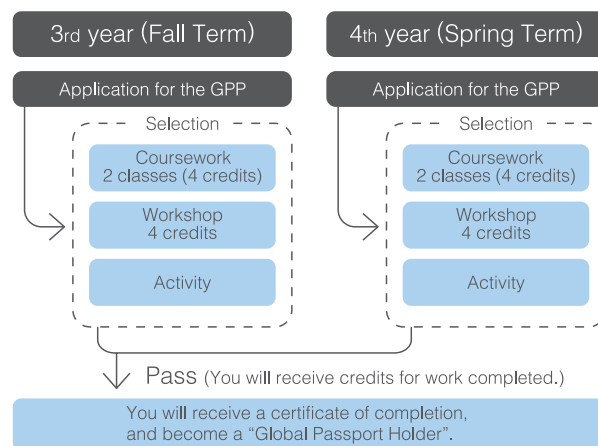 3rd year (Fall Term)
Application for the GPP
Selection
Coursework
2 classes (4 credits)
Workshop
4 credits
Activity
4th year (Spring Term)
Application for the GPP
Selection
Coursework
2 classes (4 credits)
Workshop
4 credits
Activity
Pass (You will receive credits for work completed.)
You will receive a certificate of completion,
and become a “Global Passport Holder”.